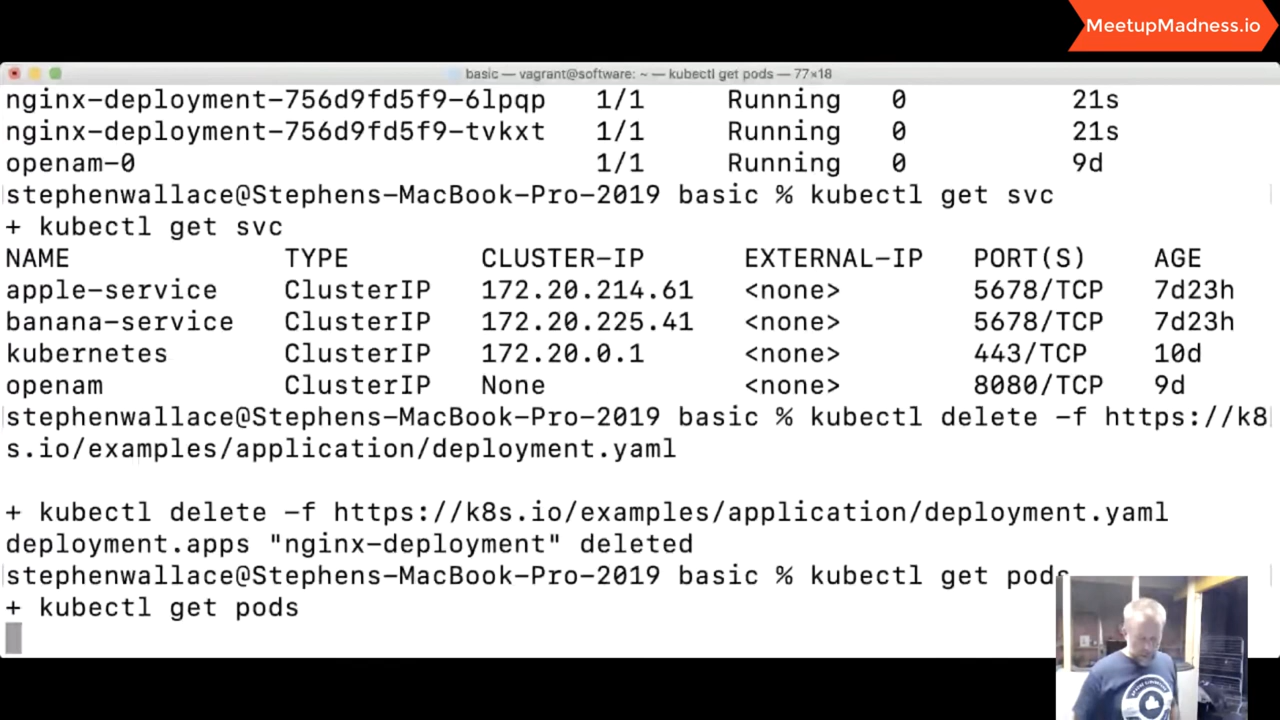 MeetupMadness.io
basic — vagrant@software: ~ — kubectl get pods — 77×18
nginx-deployment-756d9fd5f9-6lpqp 1/1 Running 0 21s
nginx-deployment-756d9fd5f9-tvkxt 1/1 Running 0 21s
openam-0 1/1 Running 0 9d
stephenwallace@Stephens-MacBook-Pro-2019 basic % kubectl get svc
+ kubectl get svc
NAME TYPE CLUSTER-IP EXTERNAL-IP PORT(S) AGE
apple-service ClusterIP 172.20.214.61 <none> 5678/TCP 7d23h
banana-service ClusterIP 172.20.225.41 <none> 5678/TCP 7d23h
kubernetes ClusterIP 172.20.0.1 <none> 443/TCP 10d
openam ClusterIP None <none> 8080/TCP 9d
stephenwallace@Stephens-MacBook-Pro-2019 basic % kubectl delete -f https://k8
s.io/examples/application/deployment.yaml
+ kubectl delete -f https://k8s.io/examples/application/deployment.yaml
deployment.apps "nginx-deployment" deleted
stephenwallace@Stephens-MacBook-Pro-2019 basic % kubectl get pods
+ kubectl get pods